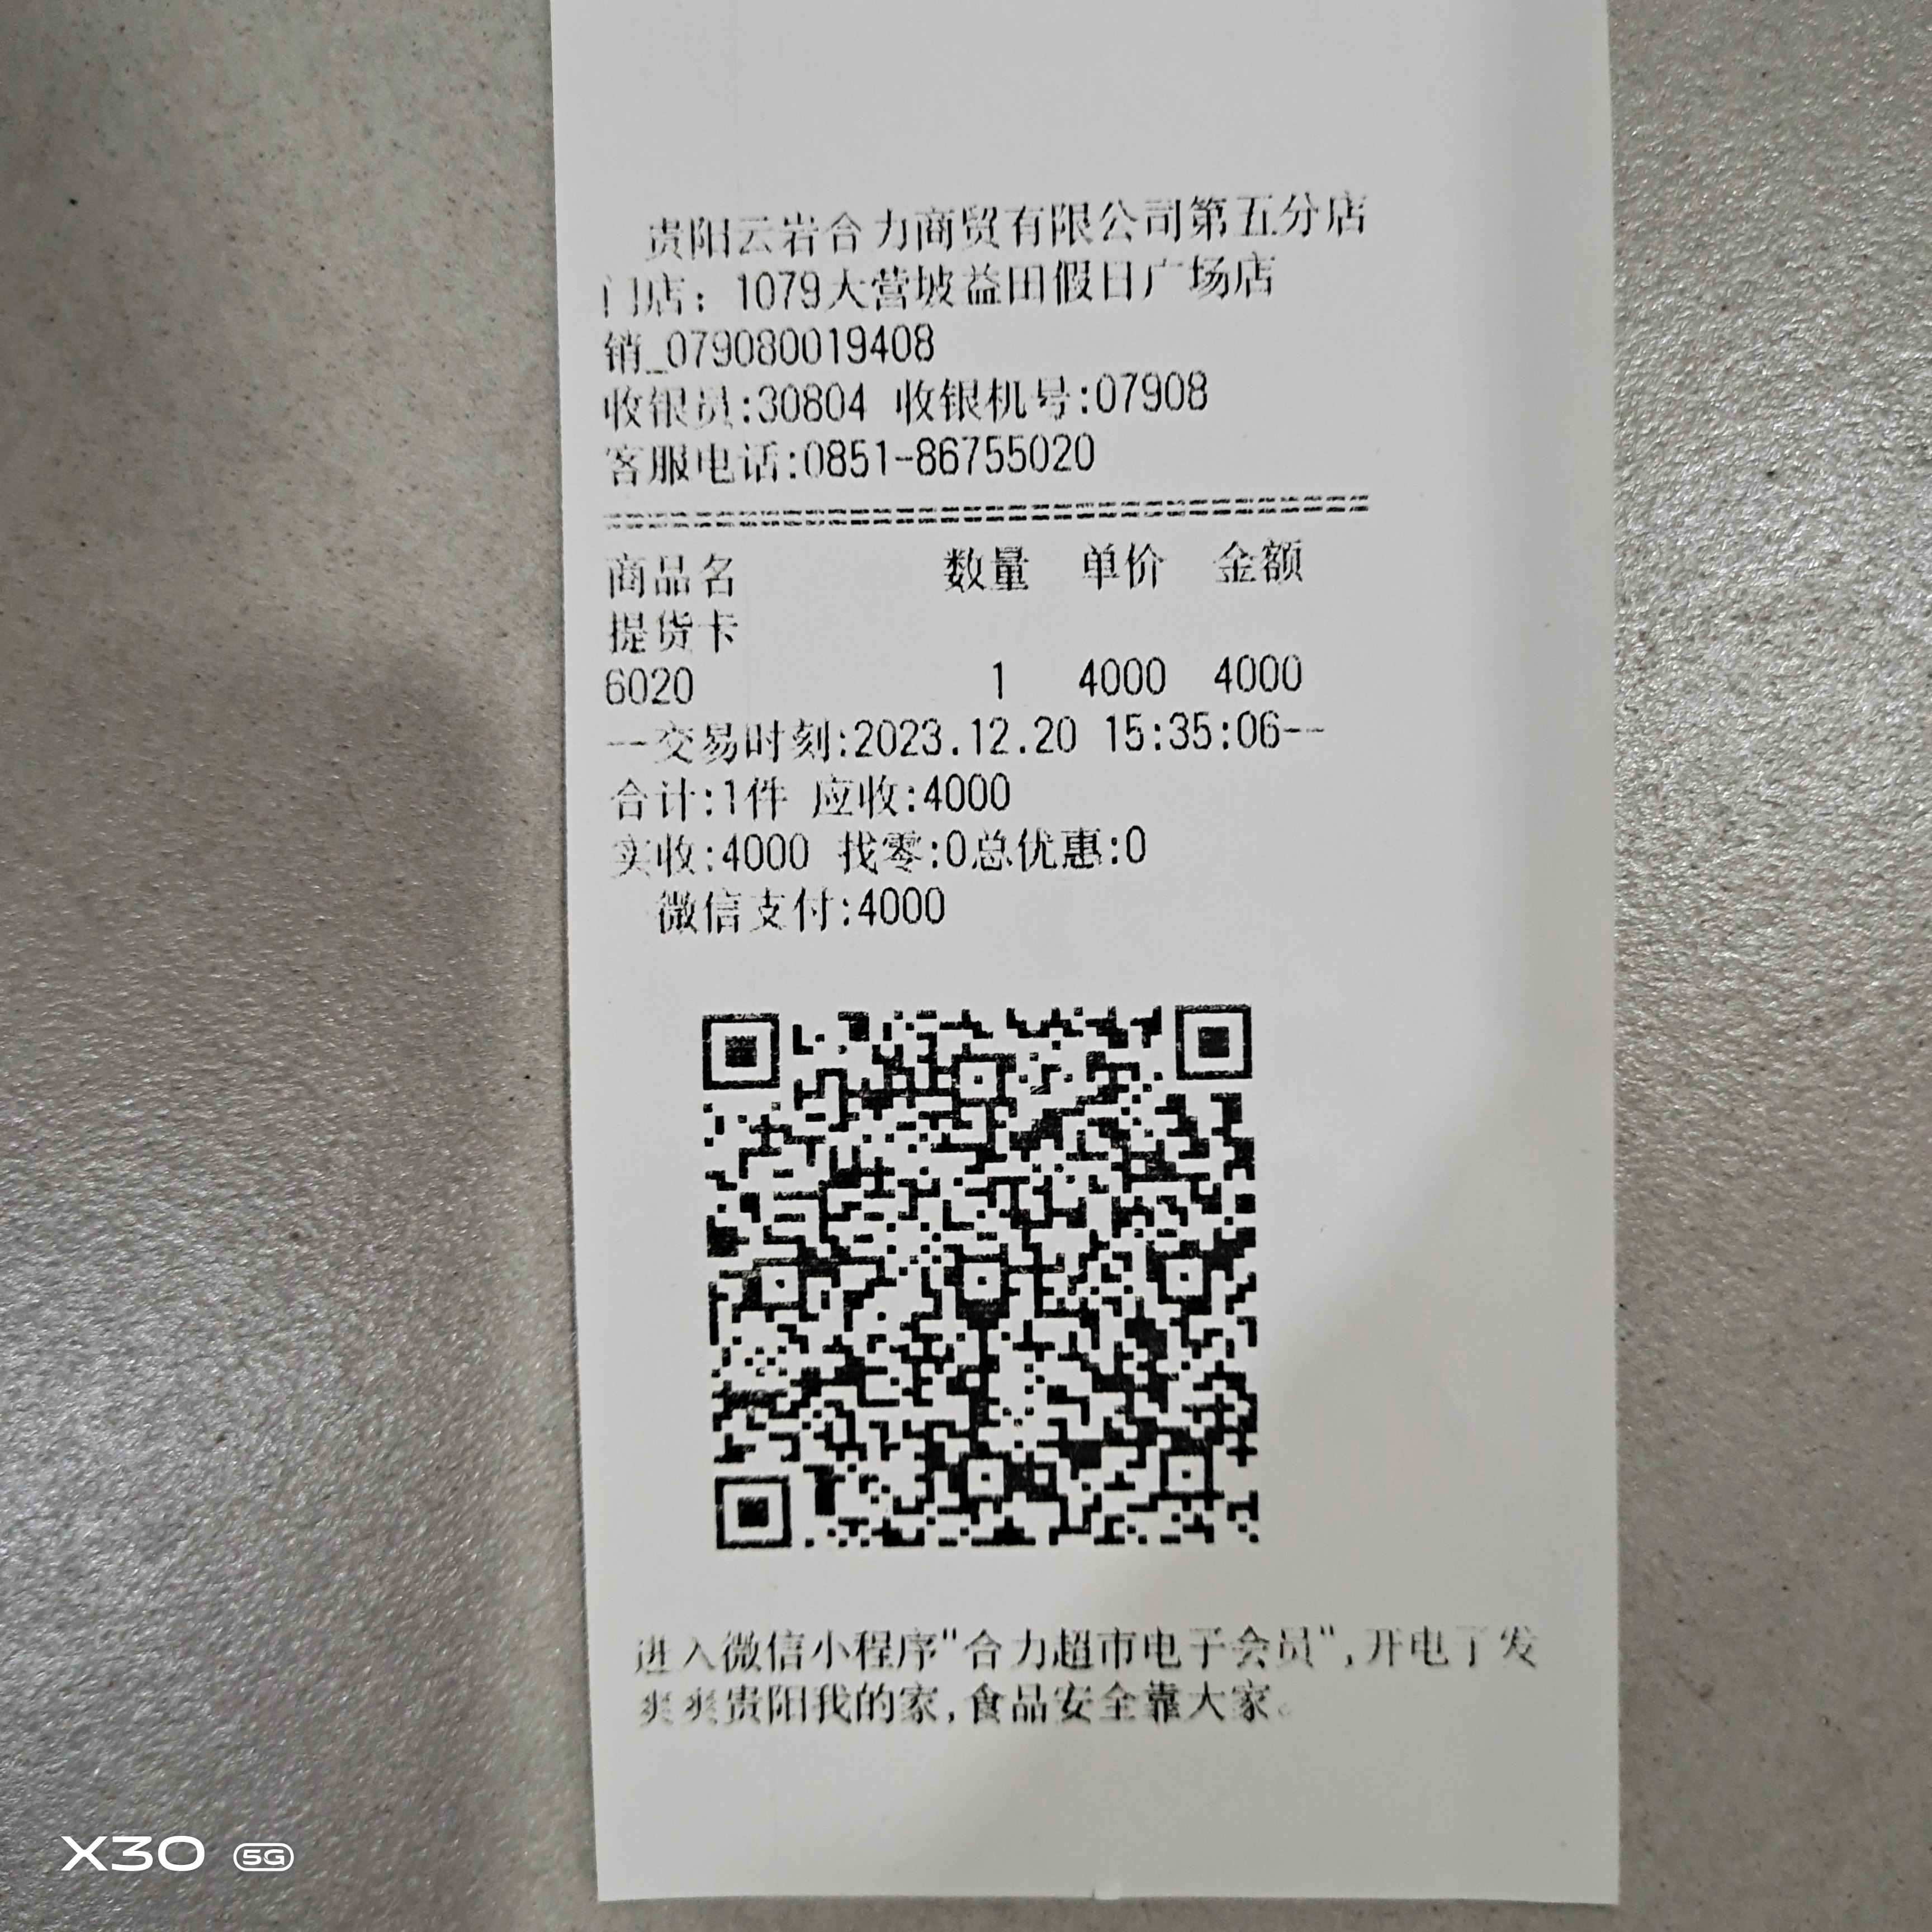 贵阳云岩合力商贸有限公司第五分店
门店：1079大营坡益田假日广场店
销_079080019408
收银员:30804 收银机号:07908
客服电话:0851-86755020
商品名 数量 单价 金额
提货卡
6020 1 4000 4000
--交易时刻:2023.12.20 15:35:06--
合计:1件 应收:4000
实收:4000 找零:0总优惠:0
微信支付:4000
进入微信小程序"合力超市电子会员",开电子发
爽爽贵阳我的家,食品安全靠大家。
X30 5G